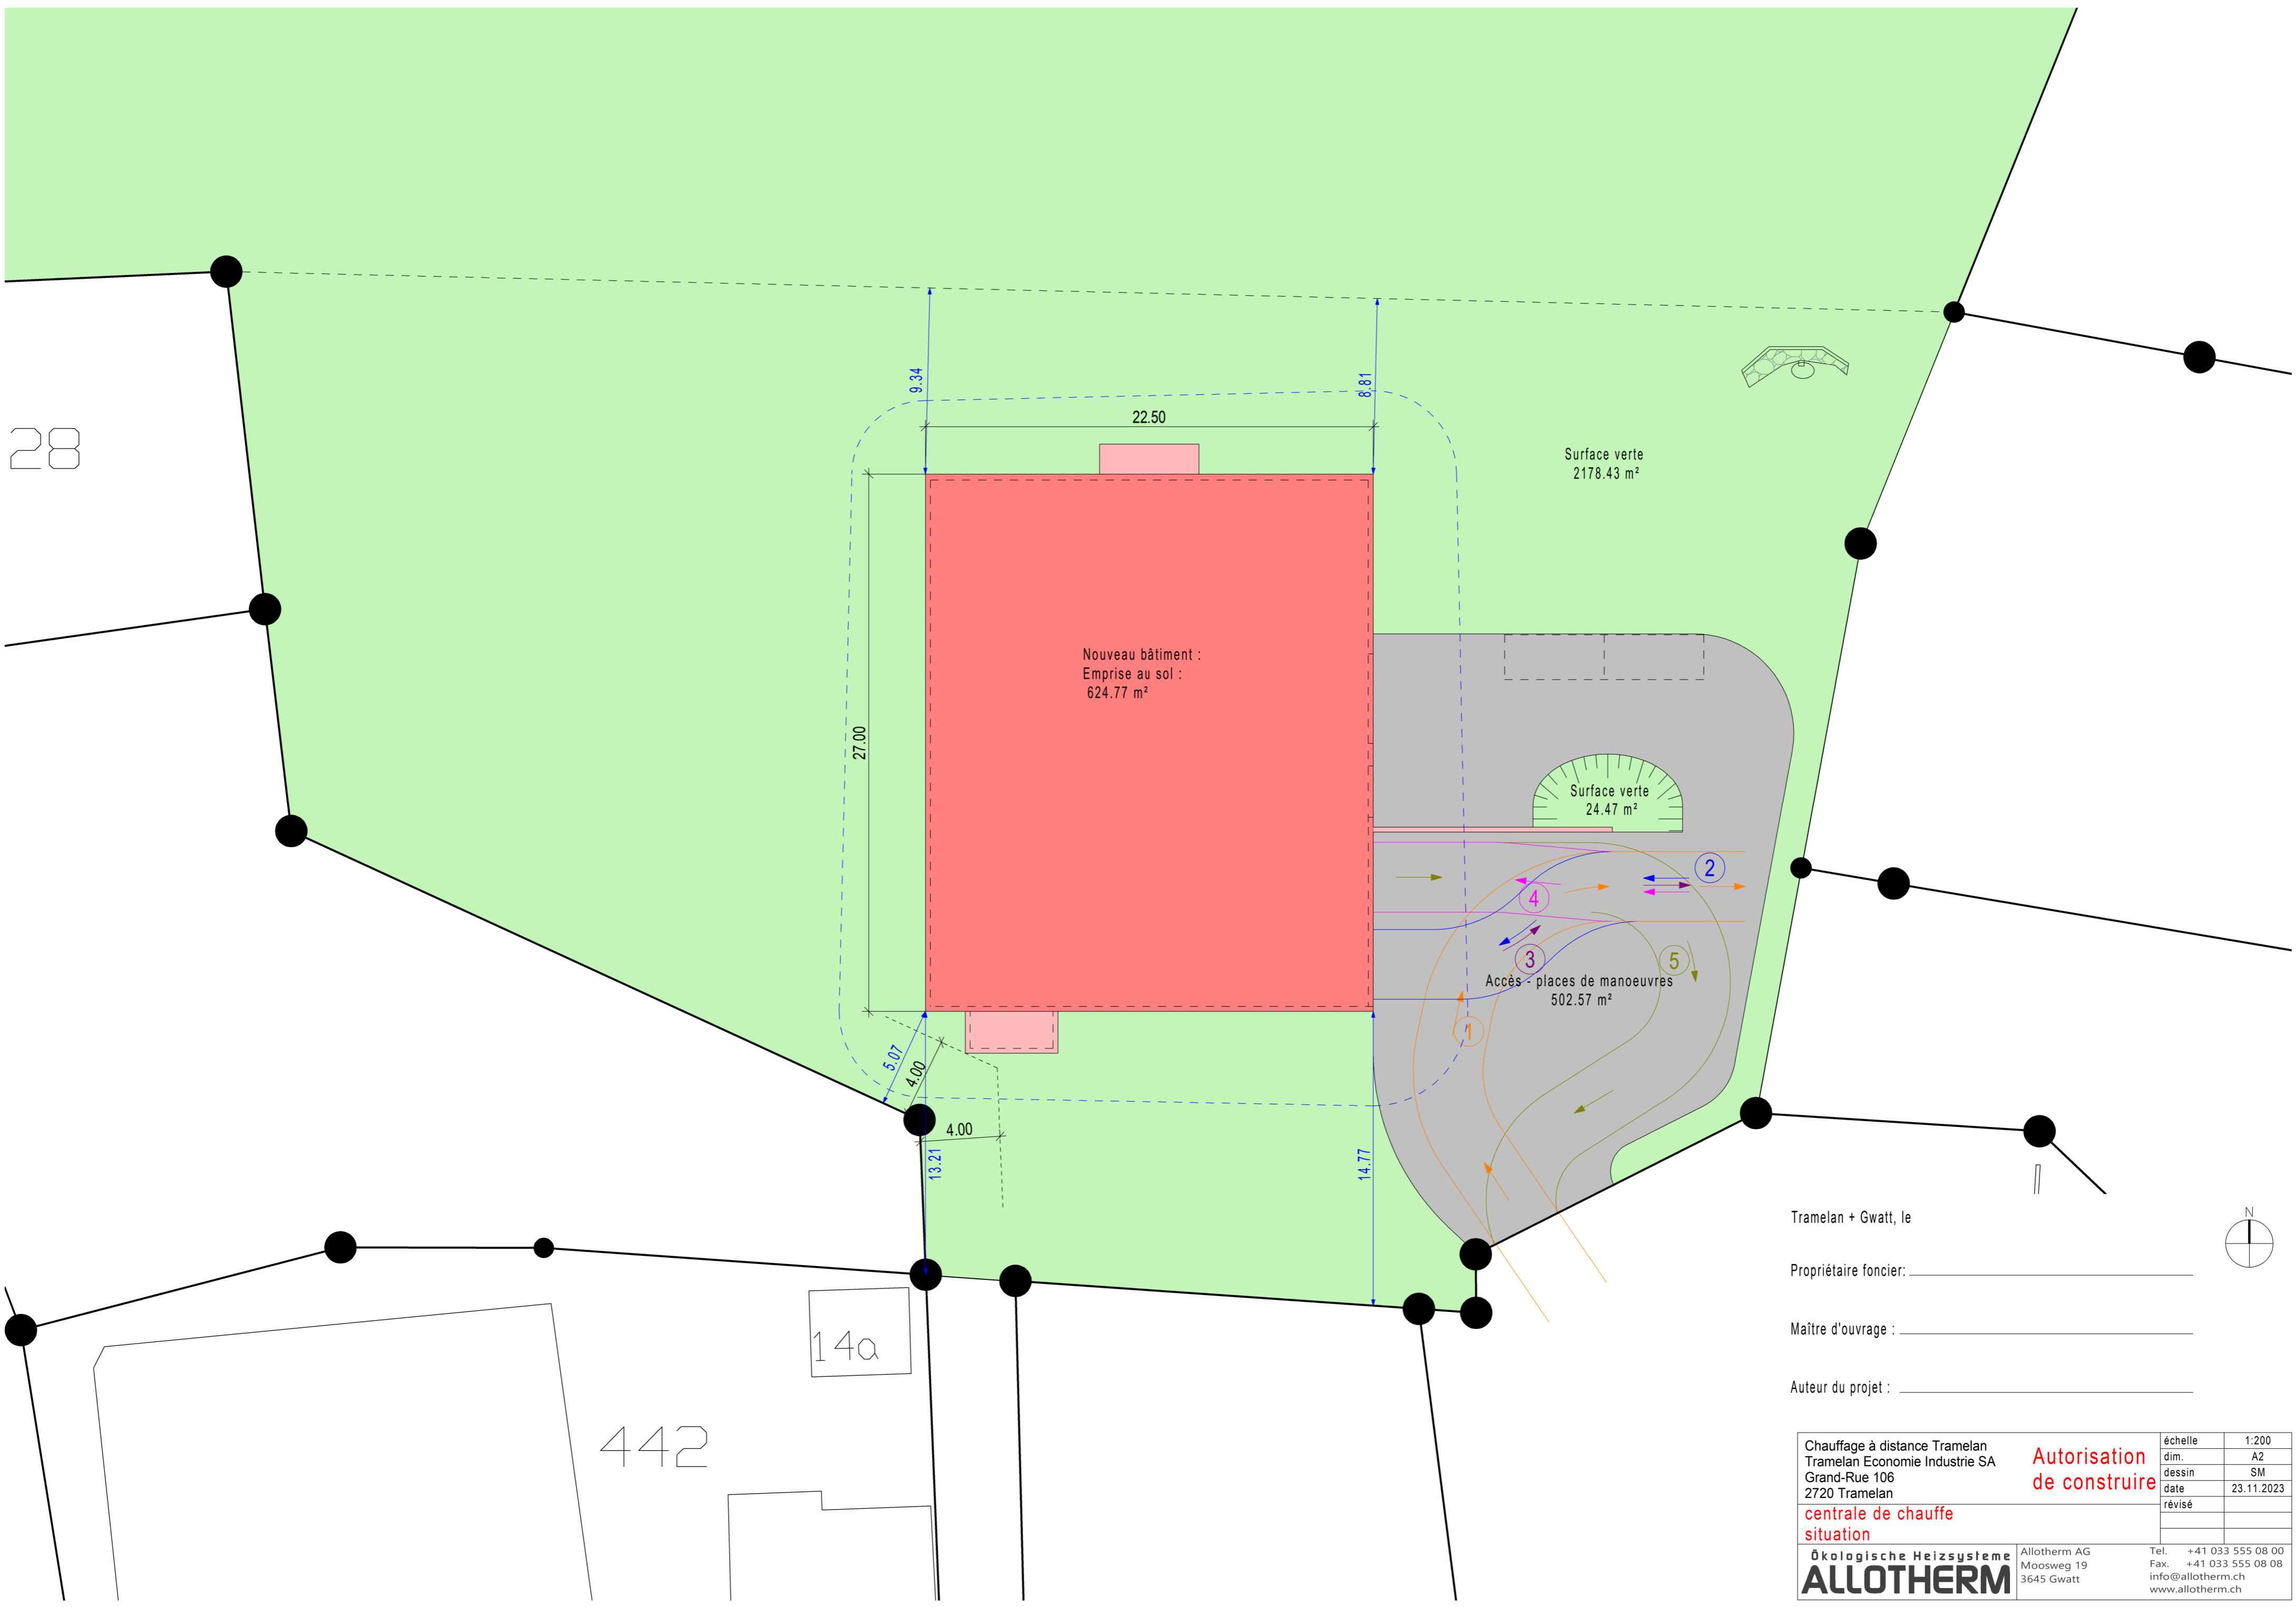 9.34
8.81
22.50
28
Surface verte
2178.43 m²
Nouveau bâtiment :
Emprise au sol :
624.77 m²
27.00
Surface verte
24.47 m²
2
4
3
5
Accès - places de manoeuvres
502.57 m²
1
5.07
4.00
4.00
13.21
14.77
Tramelan + Gwatt, le
N
Propriétaire foncier:
Maître d'ouvrage :
14a
Auteur du projet :
442
Chauffage à distance Tramelan
Tramelan Economie Industrie SA
Grand-Rue 106
2720 Tramelan
Autorisation
de construire
échelle 1:200
dim. A2
dessin SM
date 23.11.2023
révisé
centrale de chauffe
situation
Ökologische Heizsysteme
ALLOTHERM
Allotherm AG
Moosweg 19
3645 Gwatt
Tel. +41 033 555 08 00
Fax. +41 033 555 08 08
info@allotherm.ch
www.allotherm.ch